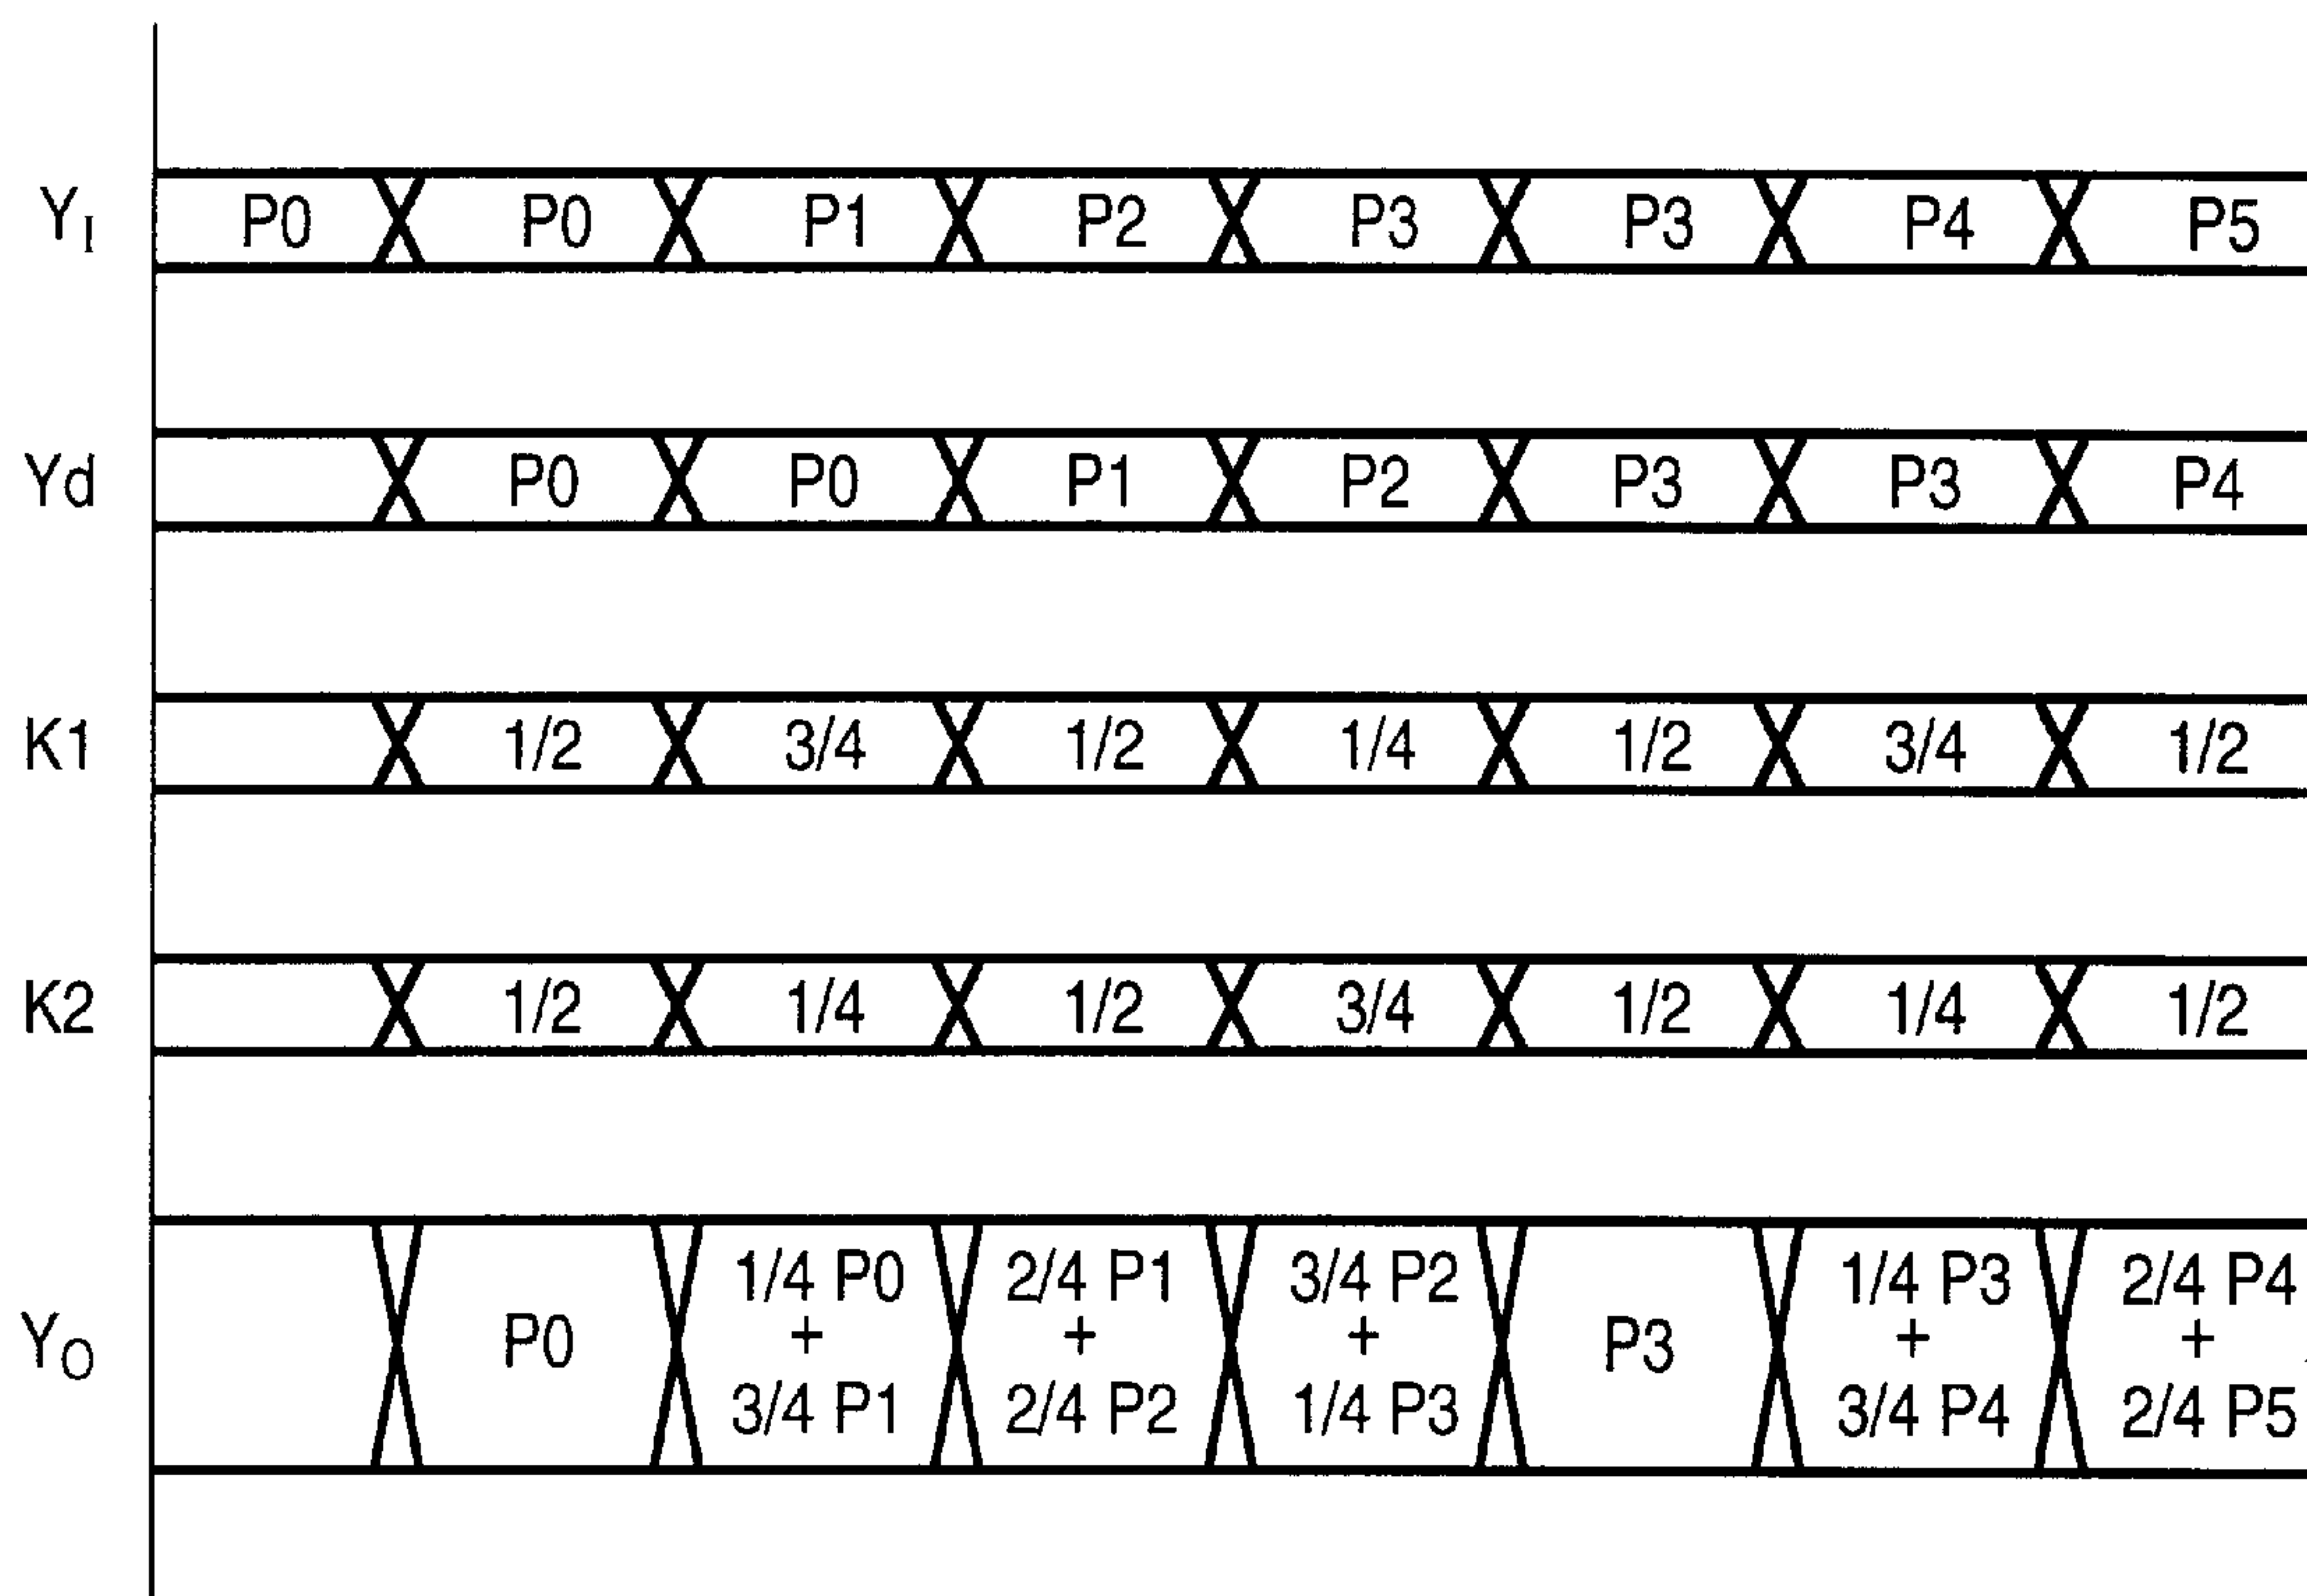 Y_I P0 P0 P1 P2 P3 P3 P4 P5
Yd P0 P0 P1 P2 P3 P3 P4
K1 1/2 3/4 1/2 1/4 1/2 3/4 1/2
K2 1/2 1/4 1/2 3/4 1/2 1/4 1/2
1/4 P0 2/4 P1 3/4 P2 1/4 P3 2/4 P4
Y_O P0 + + + P3 + +
3/4 P1 2/4 P2 1/4 P3 3/4 P4 2/4 P5